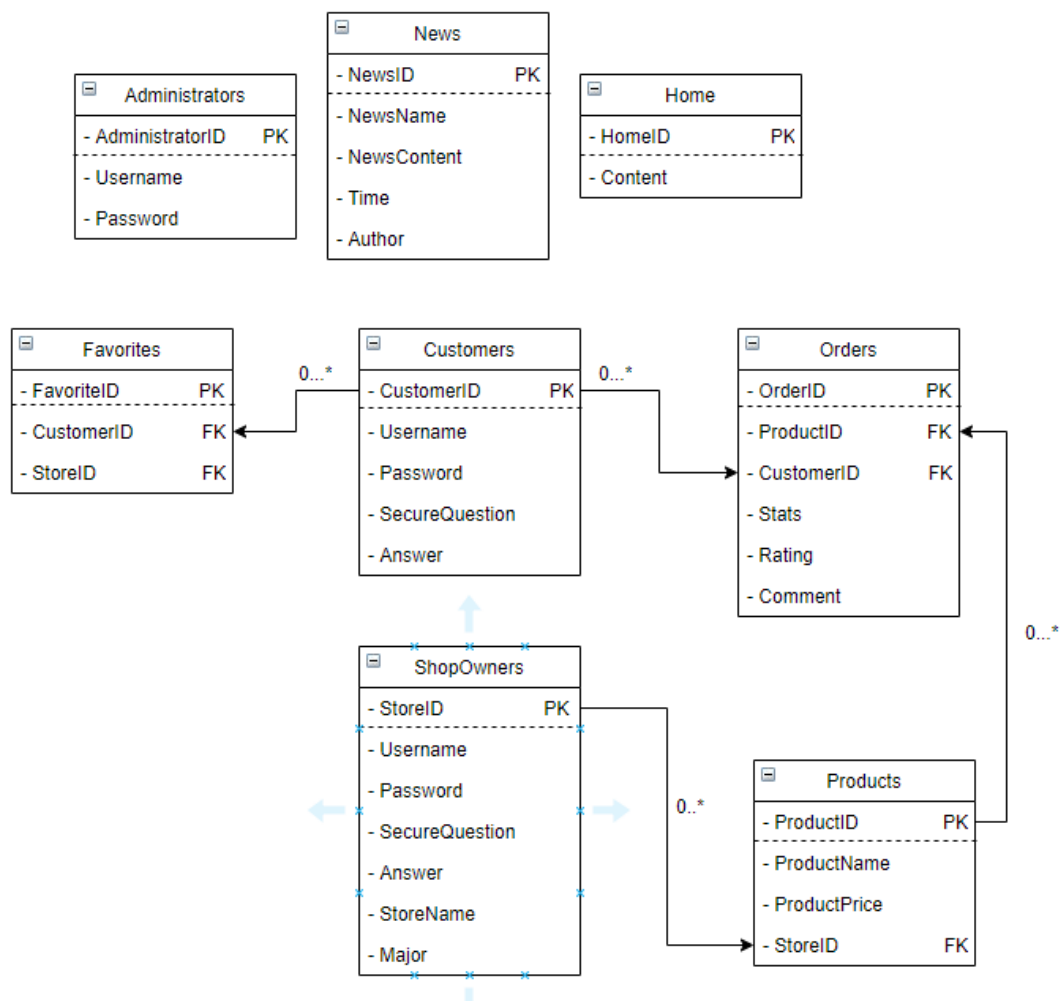 News
- NewsID PK
- NewsName
- NewsContent
- Time
- Author
Administrators
- AdministratorID PK
- Username
- Password
Home
- HomeID PK
- Content
Favorites
- FavoriteID PK
- CustomerID FK
- StoreID FK
0...*
Customers
- CustomerID PK
- Username
- Password
- SecureQuestion
- Answer
0...*
Orders
- OrderID PK
- ProductID FK
- CustomerID FK
- Stats
- Rating
- Comment
0...*
ShopOwners
- StoreID PK
- Username
- Password
- SecureQuestion
- Answer
- StoreName
- Major
0..*
Products
- ProductID PK
- ProductName
- ProductPrice
- StoreID FK